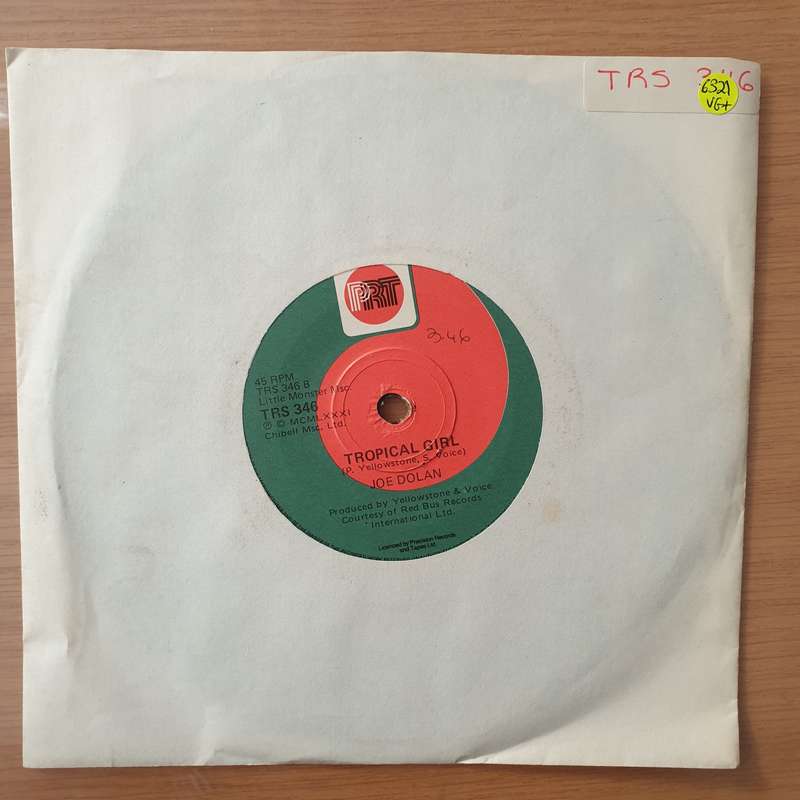 TRS 346
6321
VG+
PRT
3.46
45 RPM
TRS 346 B
Little Monster Msc.
TRS 346
℗ © MCMLXXXI
Chibell Msc. Ltd.
TROPICAL GIRL
(P. Yellowstone, S. Voice)
JOE DOLAN
Produced by Yellowstone & Voice
Courtesy of Red Bus Records
International Ltd.
Licenced by Precision Records
and Tapes Ltd.